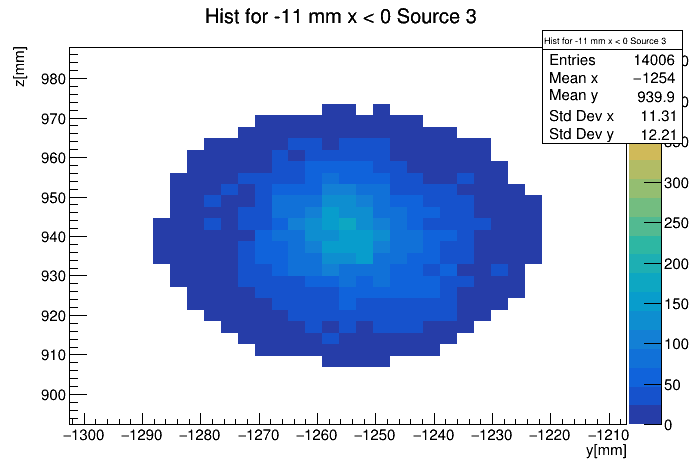 Hist for -11 mm x < 0 Source 3
z[mm]
Hist for -11 mm x < 0 Source 3
Entries 14006
Mean x −1254
Mean y 939.9
Std Dev x 11.31
Std Dev y 12.21
980
970
960
950
940
930
920
910
900
300
250
200
150
100
50
0
−1300 −1290 −1280 −1270 −1260 −1250 −1240 −1230 −1220 −1210
y[mm]